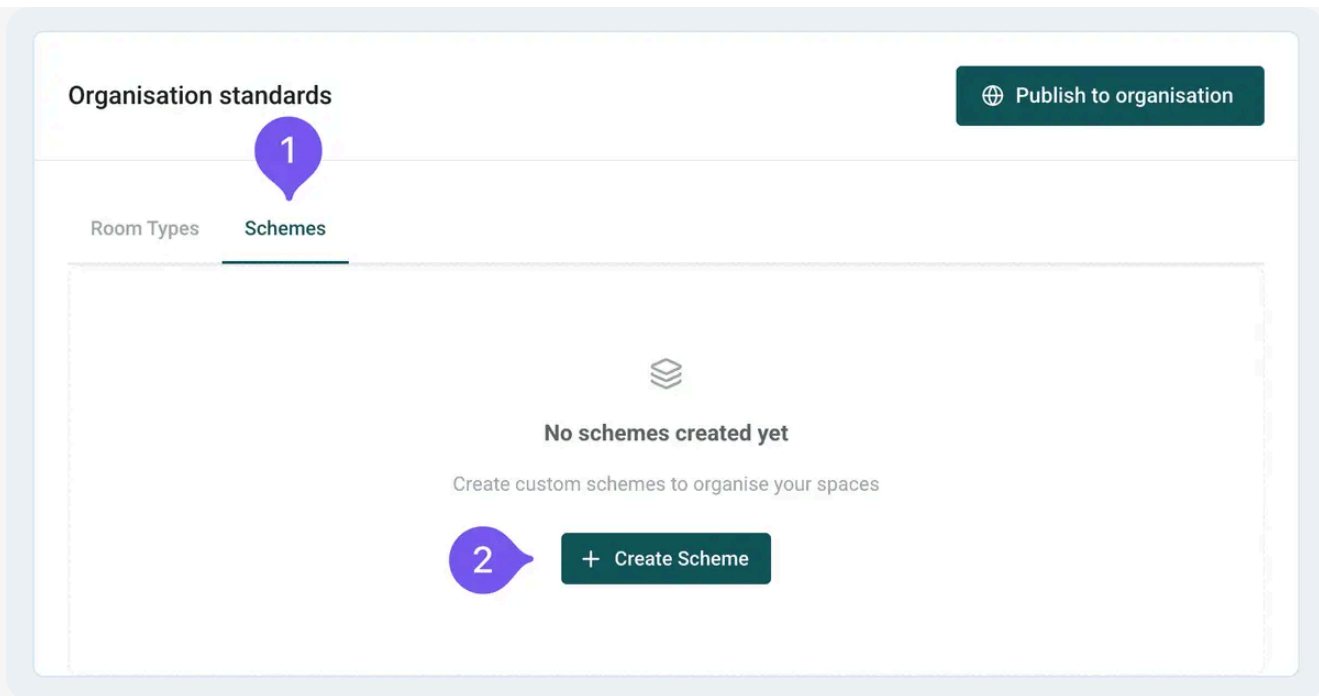 Organisation standards
Publish to organisation
1
Room Types
Schemes
No schemes created yet
Create custom schemes to organise your spaces
2
+ Create Scheme